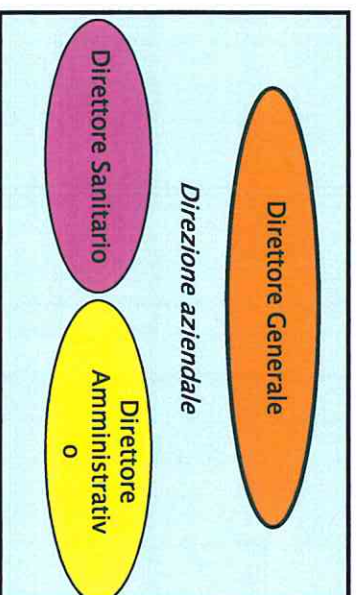 Direttore Generale
Direzione aziendale
Direttore Sanitario
Direttore
Amministrativ
o